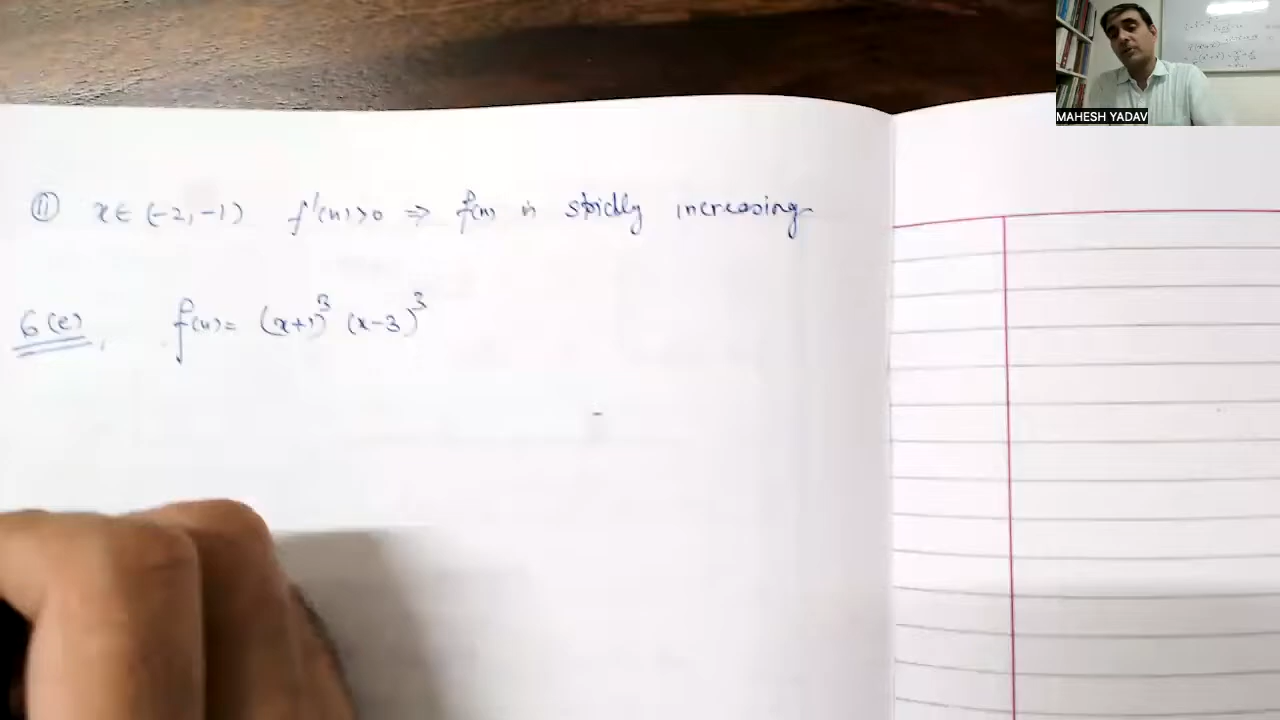 MAHESH YADAV
(ii) x ∈ (-2, -1) f'(x) > 0 ⇒ f(x) is strictly increasing
6(e), f(x) = (x+1)³ (x-3)³